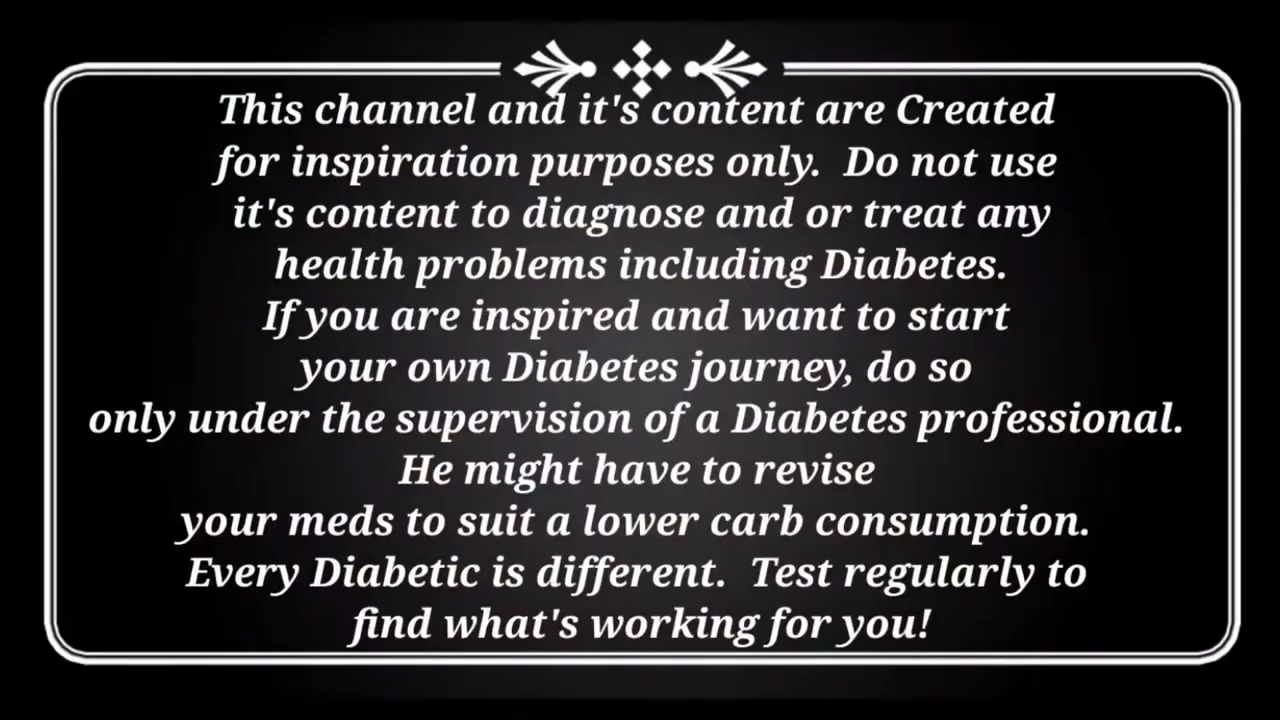 This channel and it's content are Created
for inspiration purposes only.  Do not use
it's content to diagnose and or treat any
health problems including Diabetes.
If you are inspired and want to start
your own Diabetes journey, do so
only under the supervision of a Diabetes professional.
He might have to revise
your meds to suit a lower carb consumption.
Every Diabetic is different.  Test regularly to
find what's working for you!